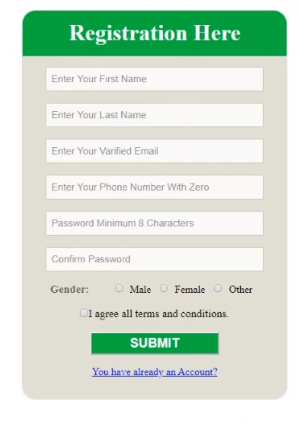 Registration Here
Enter Your First Name
Enter Your Last Name
Enter Your Varified Email
Enter Your Phone Number With Zero
Password Minimum 8 Characters
Confirm Password
Gender: Male Female Other
I agree all terms and conditions.
SUBMIT
You have already an Account?